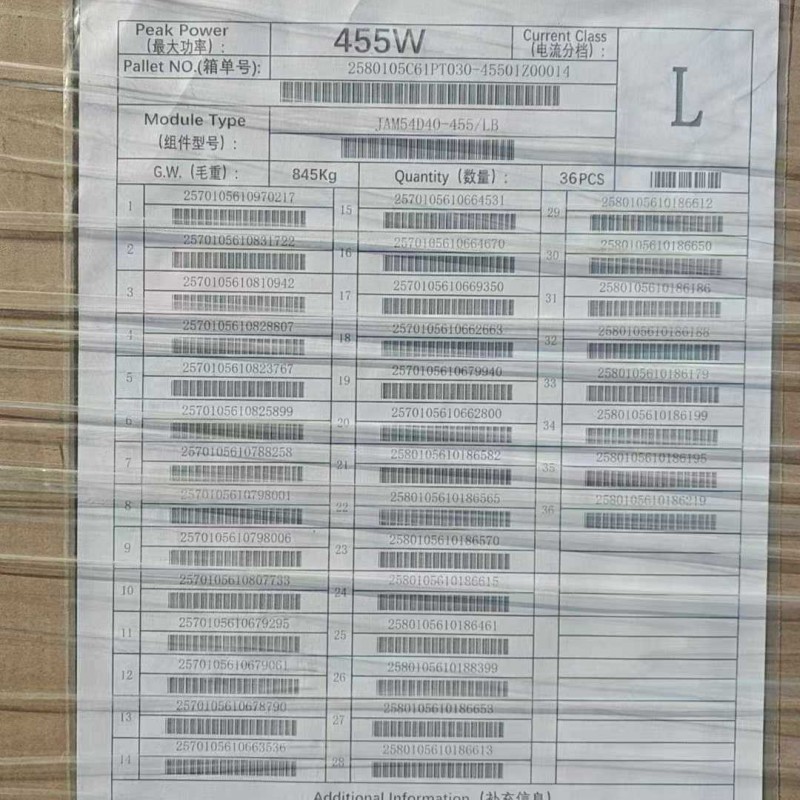 Peak Power
(最大功率):
455W
Current Class
(电流分档):
L
Pallet NO.(箱单号):
2580105C61PT030-45501Z00014
Module Type
(组件型号):
JAM54D40-455/LB
G.W.(毛重):
845Kg
Quantity(数量):
36PCS
1 2570105610970217
2 2570105610831722
3 2570105610810942
4 2570105610828807
5 2570105610823767
6 2570105610825899
7 2570105610788258
8 2570105610798001
9 2570105610798006
10 2570105610807733
11 2570105610679295
12 2570105610679061
13 2570105610678790
14 2570105610663536
15 2570105610664531
16 2570105610664670
17 2570105610669350
18 2570105610662663
19 2570105610679940
20 2570105610662800
21 2580105610186582
22 2580105610186565
23 2580105610186570
24 2580105610186615
25 2580105610186461
26 2580105610188399
27 2580105610186653
28 2580105610186613
29 2580105610186612
30 2580105610186650
31 2580105610186186
32 2580105610186188
33 2580105610186179
34 2580105610186199
35 2580105610186195
36 2580105610186219
Additional Information(补充信息)